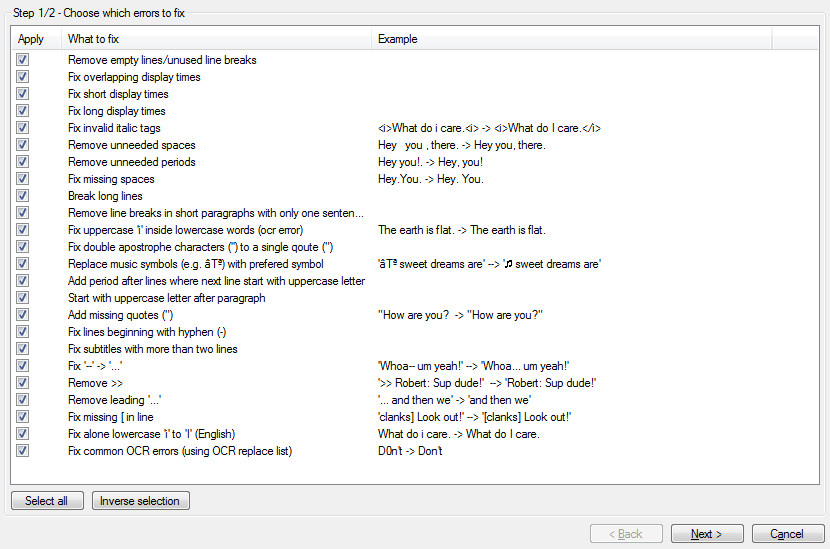 Step 1/2 - Choose which errors to fix
Apply What to fix Example
Remove empty lines/unused line breaks
Fix overlapping display times
Fix short display times
Fix long display times
Fix invalid italic tags <i>What do i care.<i> -> <i>What do I care.</i>
Remove unneeded spaces Hey   you , there. -> Hey you, there.
Remove unneeded periods Hey you!. -> Hey, you!
Fix missing spaces Hey.You. -> Hey. You.
Break long lines
Remove line breaks in short paragraphs with only one senten...
Fix uppercase 'i' inside lowercase words (ocr error) The earth is fIat. -> The earth is flat.
Fix double apostrophe characters ('') to a single qoute (")
Replace music symbols (e.g. âTª) with prefered symbol 'âTª sweet dreams are' --> '♫ sweet dreams are'
Add period after lines where next line start with uppercase letter
Start with uppercase letter after paragraph
Add missing quotes (") "How are you?  -> "How are you?"
Fix lines beginning with hyphen (-)
Fix subtitles with more than two lines
Fix '--' -> '...' 'Whoa-- um yeah!' --> 'Whoa... um yeah!'
Remove >> '>> Robert: Sup dude!'  --> 'Robert: Sup dude!'
Remove leading '...' '... and then we' -> 'and then we'
Fix missing [ in line 'clanks] Look out!' --> '[clanks] Look out!'
Fix alone lowercase 'i' to 'I' (English) What do i care. -> What do I care.
Fix common OCR errors (using OCR replace list) D0n't -> Don't
Select all Inverse selection
< Back Next > Cancel